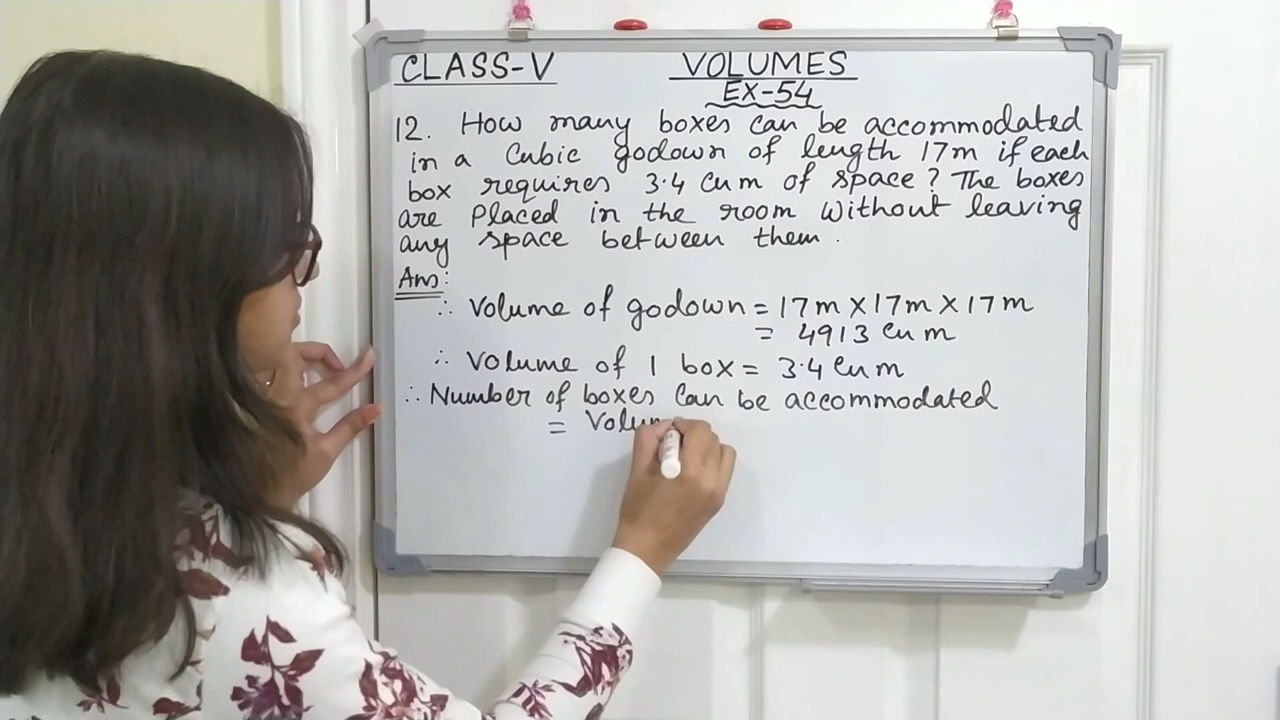 CLASS-V VOLUMES
EX-54
12. How many boxes can be accommodated
in a Cubic godown of length 17m if each
box requires 3.4 Cu m of space? The boxes
are Placed in the room without leaving
any space between them.
Ans:
∴ Volume of godown = 17m X 17m X 17m
= 4913 Cu m
∴ Volume of 1 box = 3.4 Cu m
∴ Number of boxes Can be accommodated
= Volum